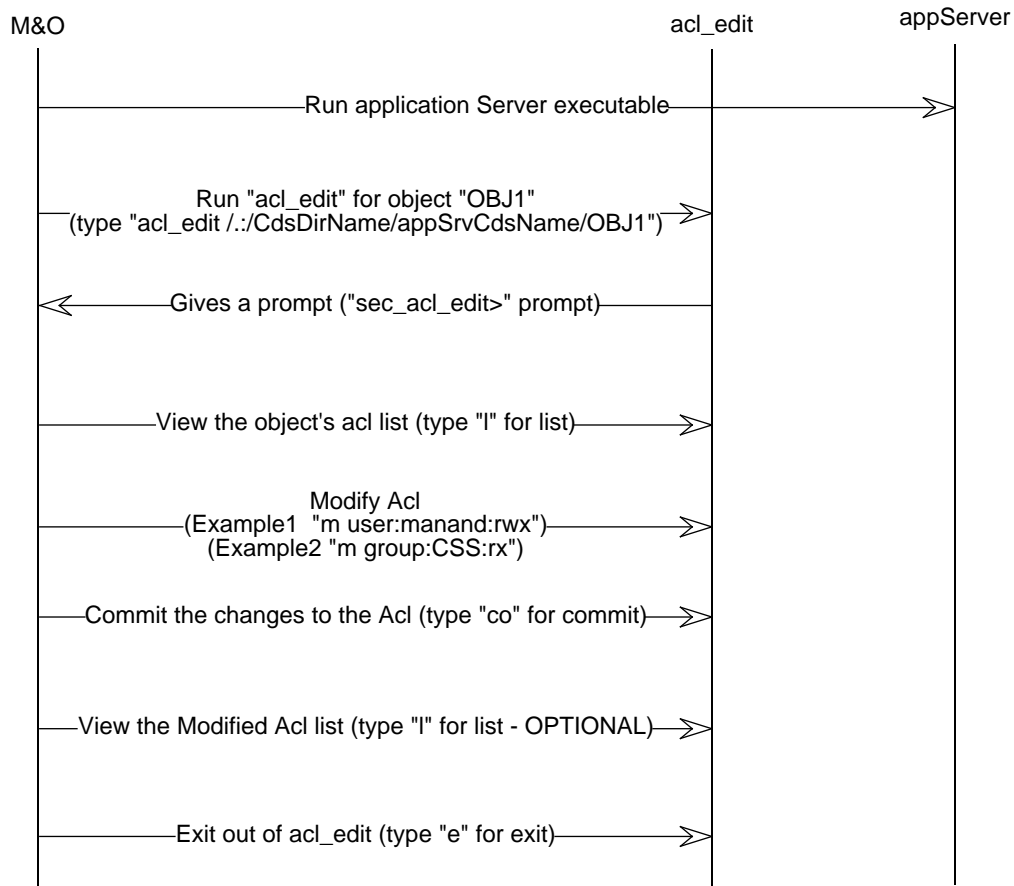 M&O
acl_edit
appServer
Run application Server executable
Run "acl_edit" for object "OBJ1"
(type "acl_edit /.:/CdsDirName/appSrvCdsName/OBJ1")
Gives a prompt ("sec_acl_edit>" prompt)
View the object's acl list (type "l" for list)
Modify Acl
(Example1  "m user:manand:rwx")
(Example2 "m group:CSS:rx")
Commit the changes to the Acl (type "co" for commit)
View the Modified Acl list (type "l" for list - OPTIONAL)
Exit out of acl_edit (type "e" for exit)